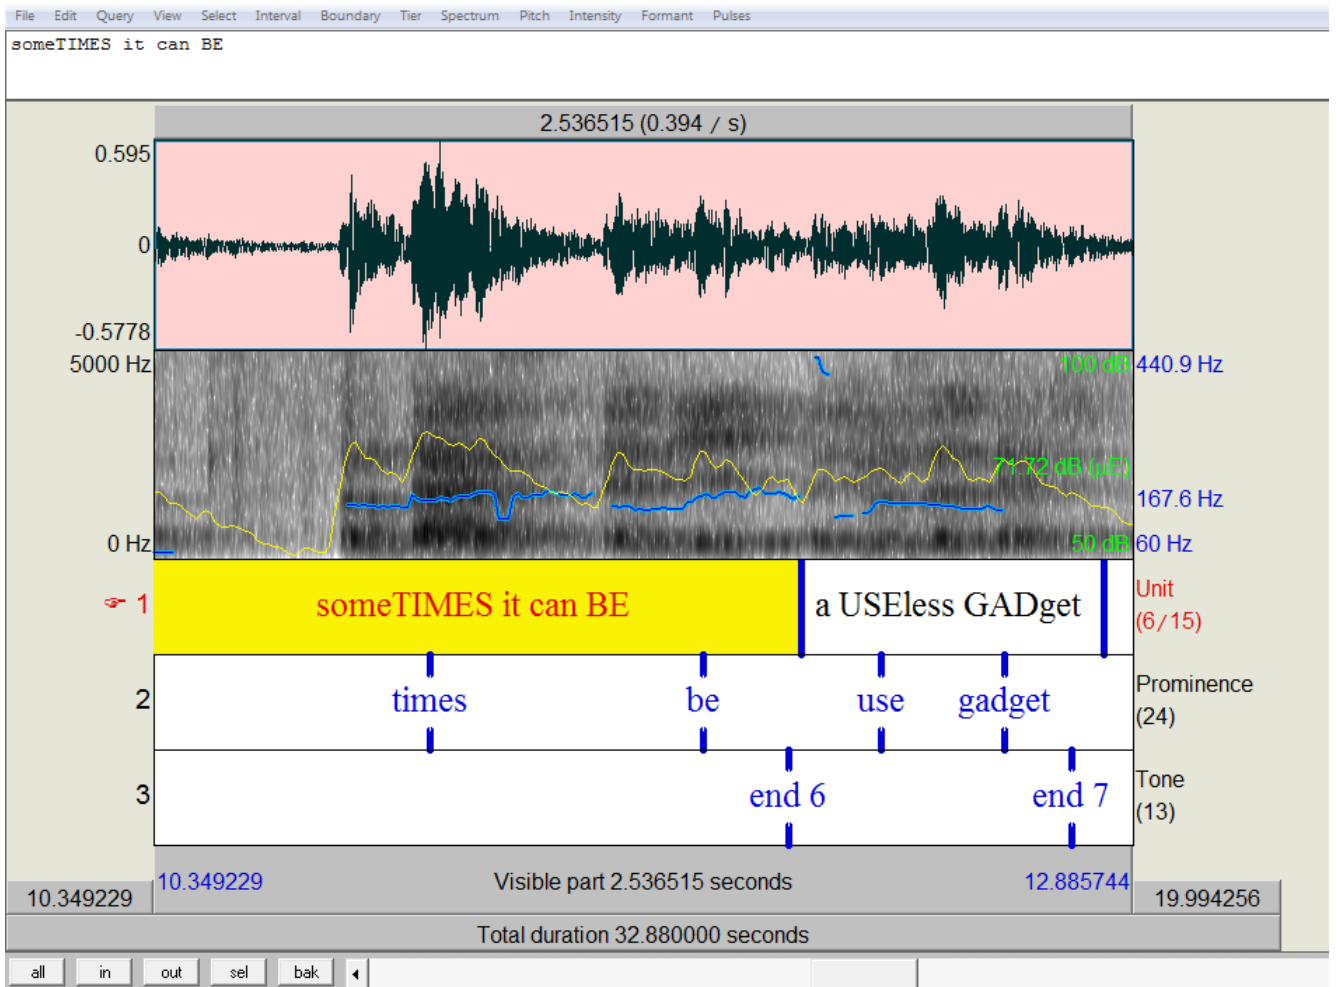 File Edit Query View Select Interval Boundary Tier Spectrum Pitch Intensity Formant Pulses
someTIMES it can BE
2.536515 (0.394 / s)
0.595
0
-0.5778
5000 Hz
100 dB 440.9 Hz
71.72 dB (µE)
167.6 Hz
0 Hz
50 dB 60 Hz
☞ 1 someTIMES it can BE a USEless GADget Unit
(6/15)
2 times be use gadget Prominence
(24)
3 end 6 end 7 Tone
(13)
10.349229 Visible part 2.536515 seconds 12.885744
10.349229 19.994256
Total duration 32.880000 seconds
all in out sel bak